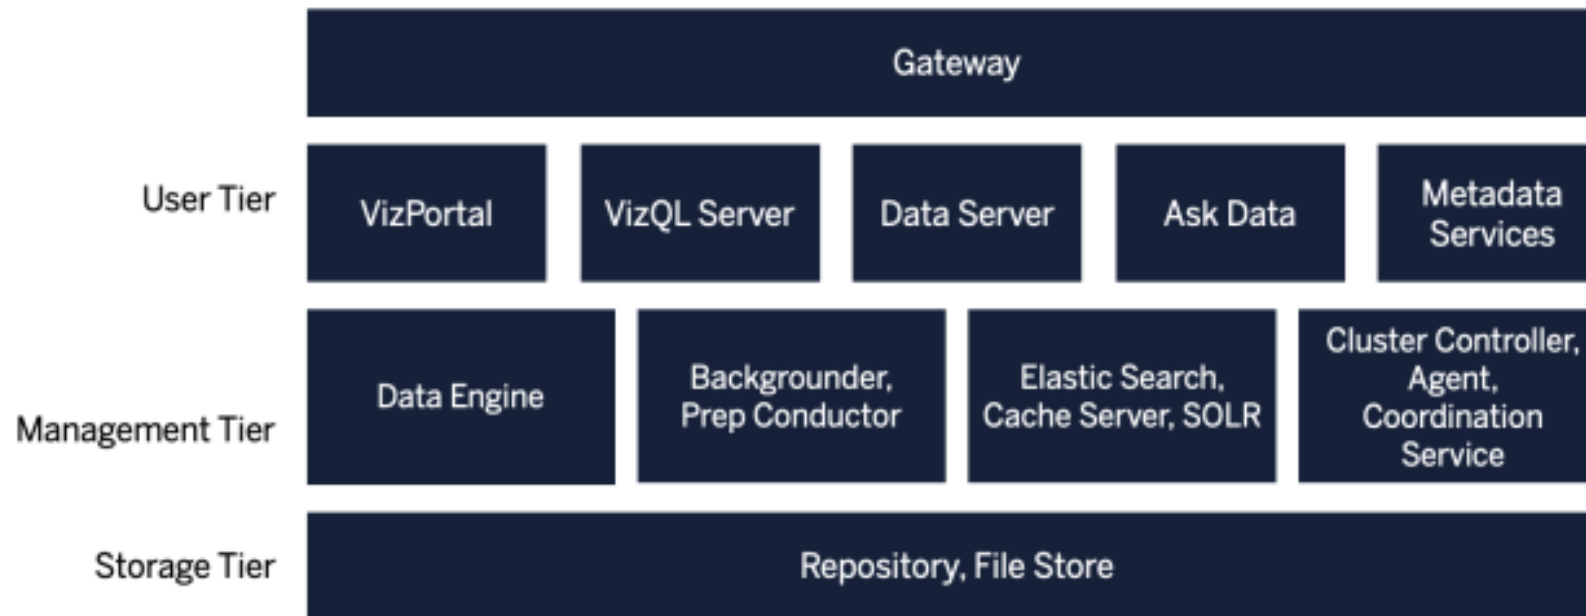 Gateway
User Tier
VizPortal
VizQL Server
Data Server
Ask Data
Metadata
Services
Management Tier
Data Engine
Backgrounder,
Prep Conductor
Elastic Search,
Cache Server, SOLR
Cluster Controller,
Agent,
Coordination
Service
Storage Tier
Repository, File Store